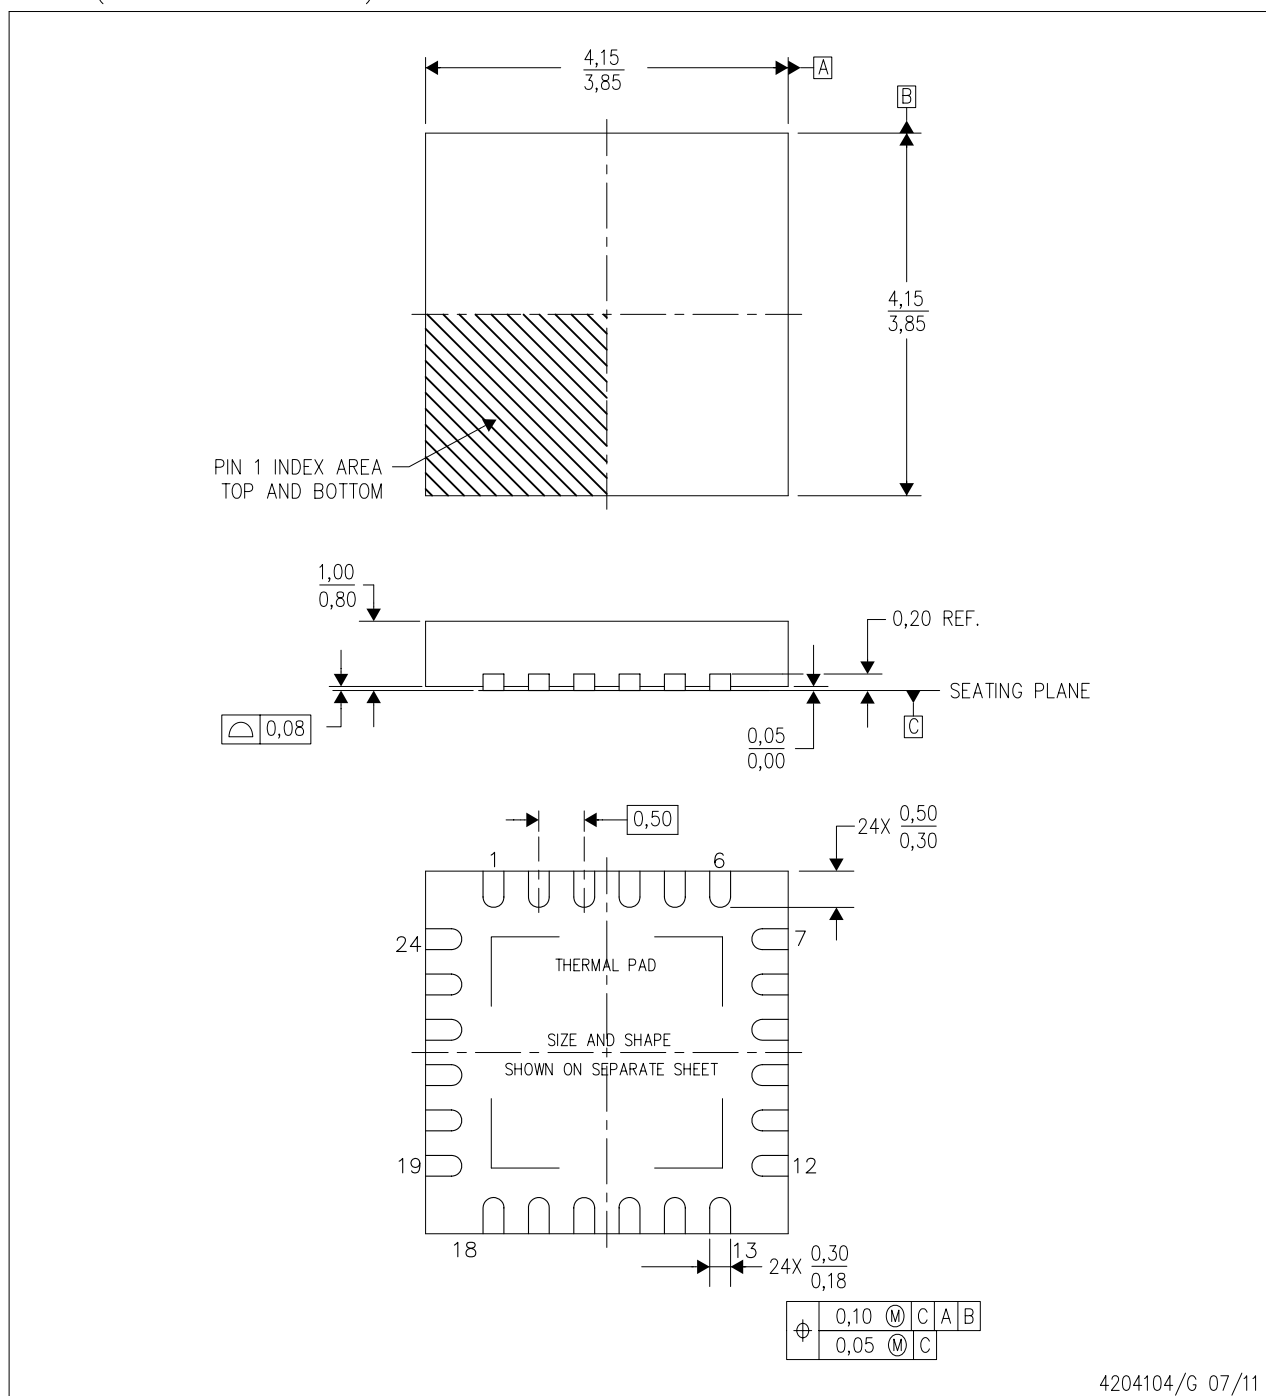 4,15
3,85
A
B
4,15
3,85
PIN 1 INDEX AREA
TOP AND BOTTOM
1,00
0,80
0,20 REF.
SEATING PLANE
0,08
0,05
0,00
C
0,50
24X 0,50
0,30
1
6
24
7
THERMAL PAD
SIZE AND SHAPE
SHOWN ON SEPARATE SHEET
19
12
18
13
24X 0,30
0,18
0,10 Ⓜ C A B
0,05 Ⓜ C
4204104/G 07/11